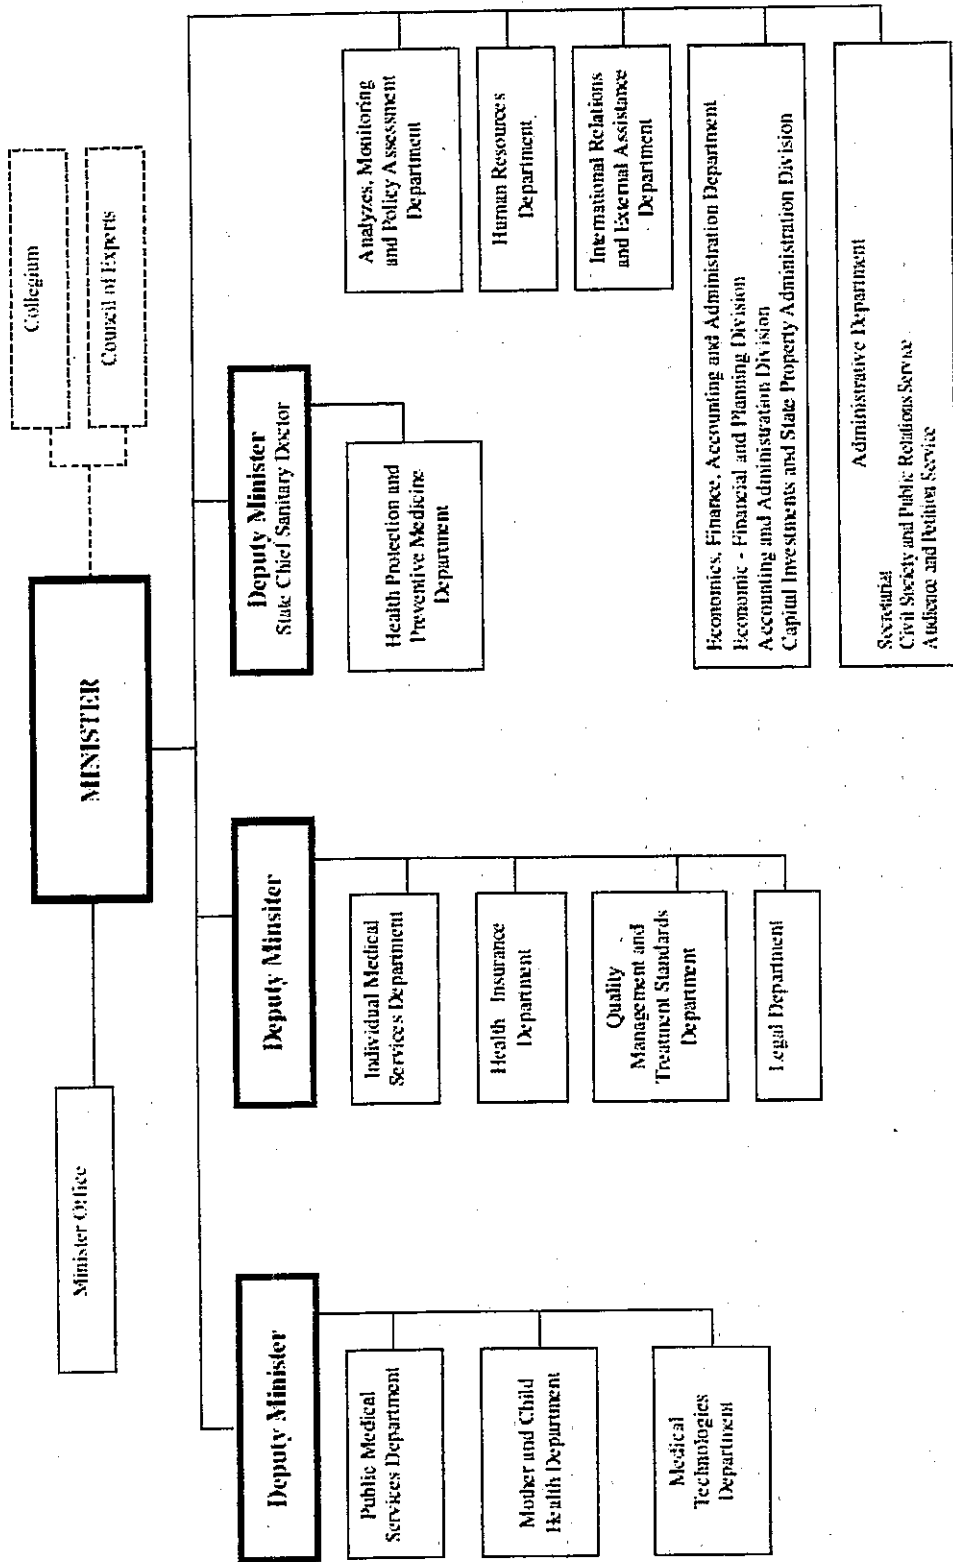 Collegium
Council of Experts
MINISTER
Minister Office
Deputy Minister
Public Medical
Services Department
Mother and Child
Health Department
Medical
Technologies
Department
Deputy Minsiter
Individual Medical
Services Department
Health Insurance
Department
Quality
Management and
Treatment Standards
Department
Legal Department
Deputy Minister
State Chief Sanitary Doctor
Health Protection and
Preventive Medicine
Department
Analyzes, Monitoring
and Policy Assessment
Department
Human Resources
Department
International Relations
and External Assistance
Department
Economics, Finance, Accounting and Administration Department
Economic - Financial and Planning Division
Accounting and Administration Division
Capital Investments and State Property Administration Division
Administrative Department
Secretariat
Civil Society and Public Relations Service
Audience and Petition Service